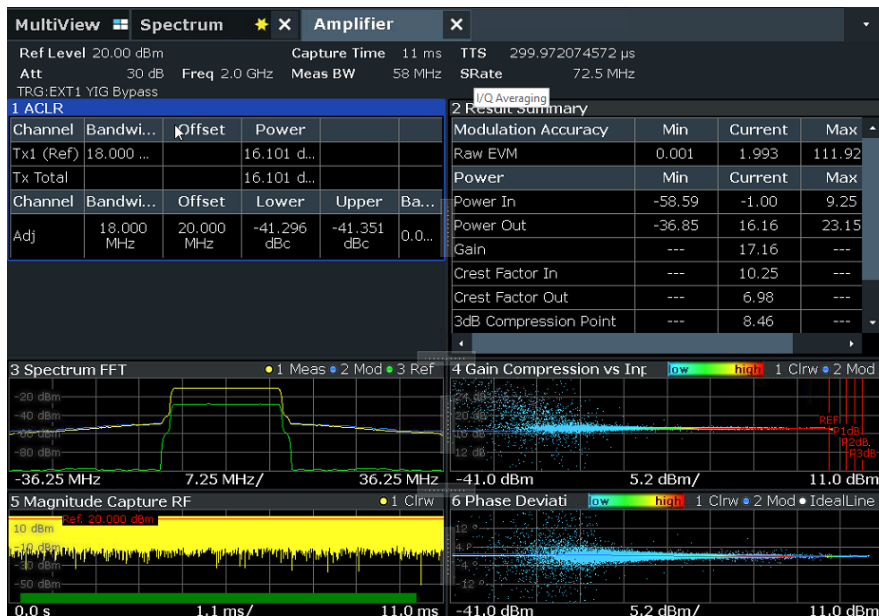 MultiView Spectrum Amplifier
Ref Level 20.00 dBm Capture Time 11 ms TTS 299.972074572 µs
Att 30 dB Freq 2.0 GHz Meas BW 58 MHz SRate 72.5 MHz
TRG:EXT1 YIG Bypass
I/Q Averaging
1 ACLR
Channel Bandwi... Offset Power
Tx1 (Ref) 18.000 ... 16.101 d...
Tx Total 16.101 d...
Channel Bandwi... Offset Lower Upper Ba...
Adj 18.000 MHz 20.000 MHz -41.296 dBc -41.351 dBc 0.0...
2 Result Summary
Modulation Accuracy Min Current Max
Raw EVM 0.001 1.993 111.92
Power Min Current Max
Power In -58.59 -1.00 9.25
Power Out -36.85 16.16 23.15
Gain --- 17.16 ---
Crest Factor In --- 10.25 ---
Crest Factor Out --- 6.98 ---
3dB Compression Point --- 8.46 ---
3 Spectrum FFT 1 Meas 2 Mod 3 Ref
-20 dBm
-40 dBm
-80 dBm
-36.25 MHz 7.25 MHz/ 36.25 MHz
4 Gain Compression vs Inp low high 1 Clrw 2 Mod
20 dB
12 dB
REF
P1dB
P2dB
P3dB
-41.0 dBm 5.2 dBm/ 11.0 dBm
5 Magnitude Capture RF 1 Clrw
Ref. 20.000 dBm
10 dBm
-10 dBm
-30 dBm
-50 dBm
0.0 s 1.1 ms/ 11.0 ms
6 Phase Deviati low high 1 Clrw 2 Mod IdealLine
12 °
4 °
-4 °
-12 °
-41.0 dBm 5.2 dBm/ 11.0 dBm